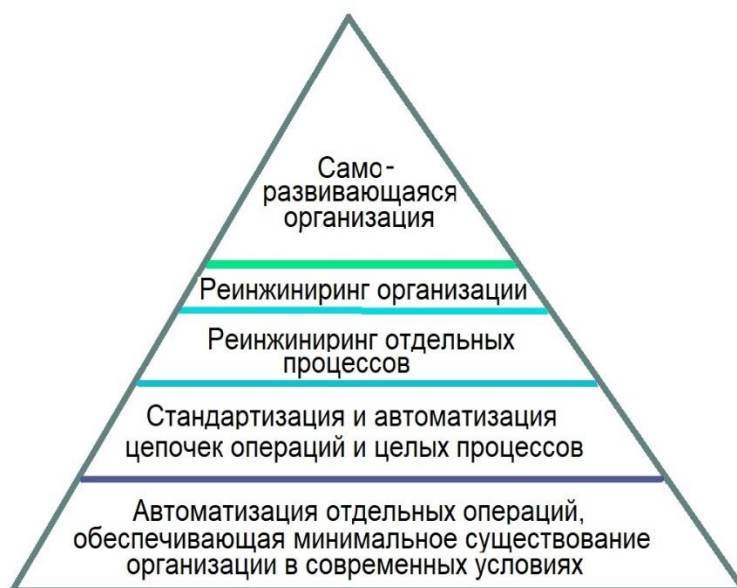 Само-
развивающаяся
организация
Реинжиниринг организации
Реинжиниринг отдельных
процессов
Стандартизация и автоматизация
цепочек операций и целых процессов
Автоматизация отдельных операций,
обеспечивающая минимальное существование
организации в современных условиях